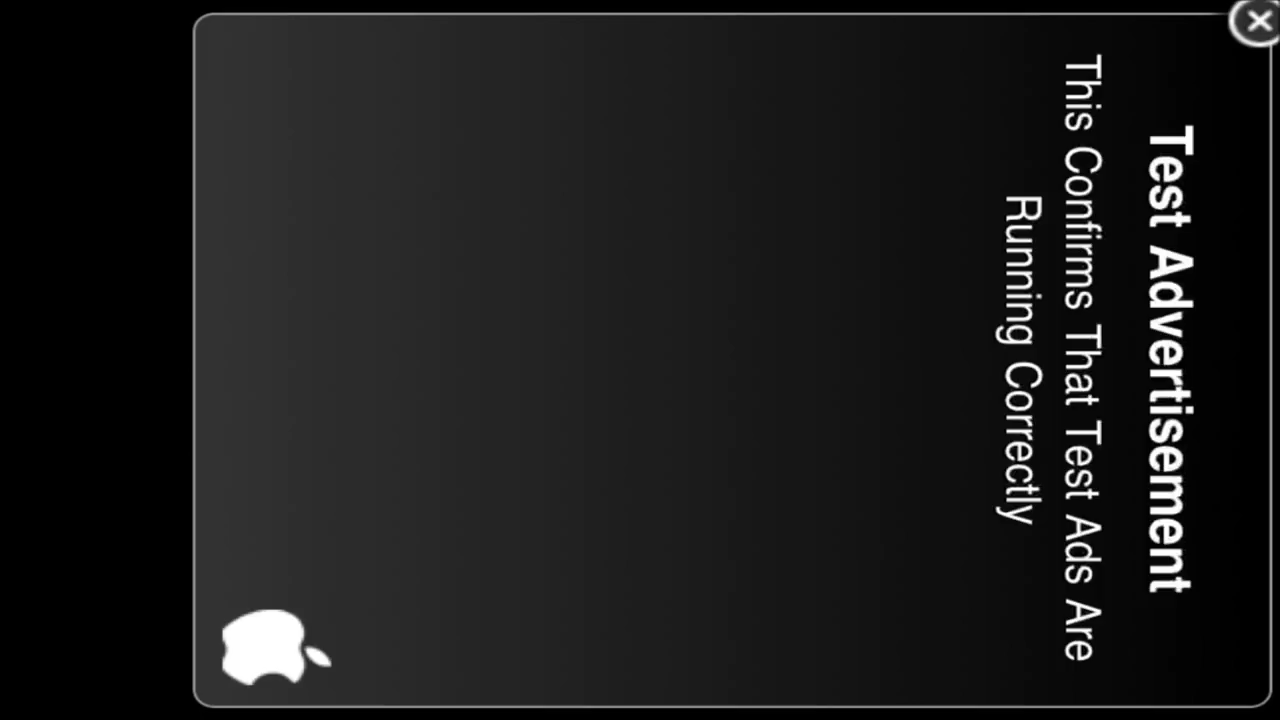 Test Advertisement
This Confirms That Test Ads Are
Running Correctly